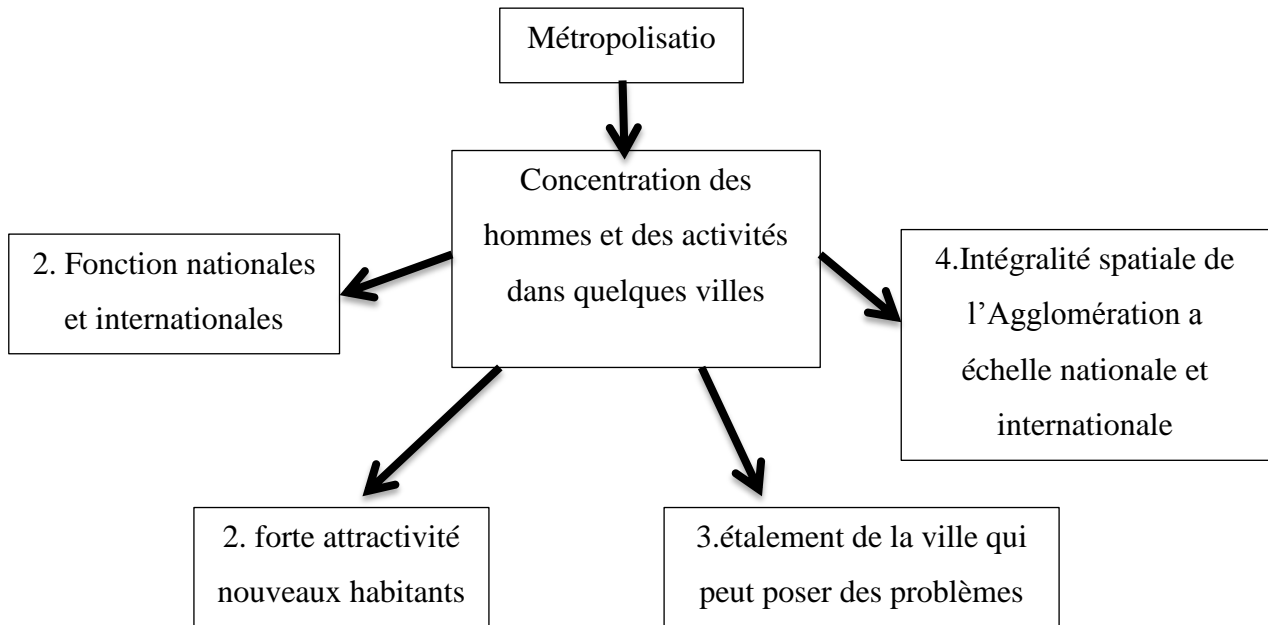 Métropolisatio
Concentration des
hommes et des activités
dans quelques villes
2. Fonction nationales
et internationales
4.Intégralité spatiale de
l’Agglomération a
échelle nationale et
internationale
2. forte attractivité
nouveaux habitants
3.étalement de la ville qui
peut poser des problèmes